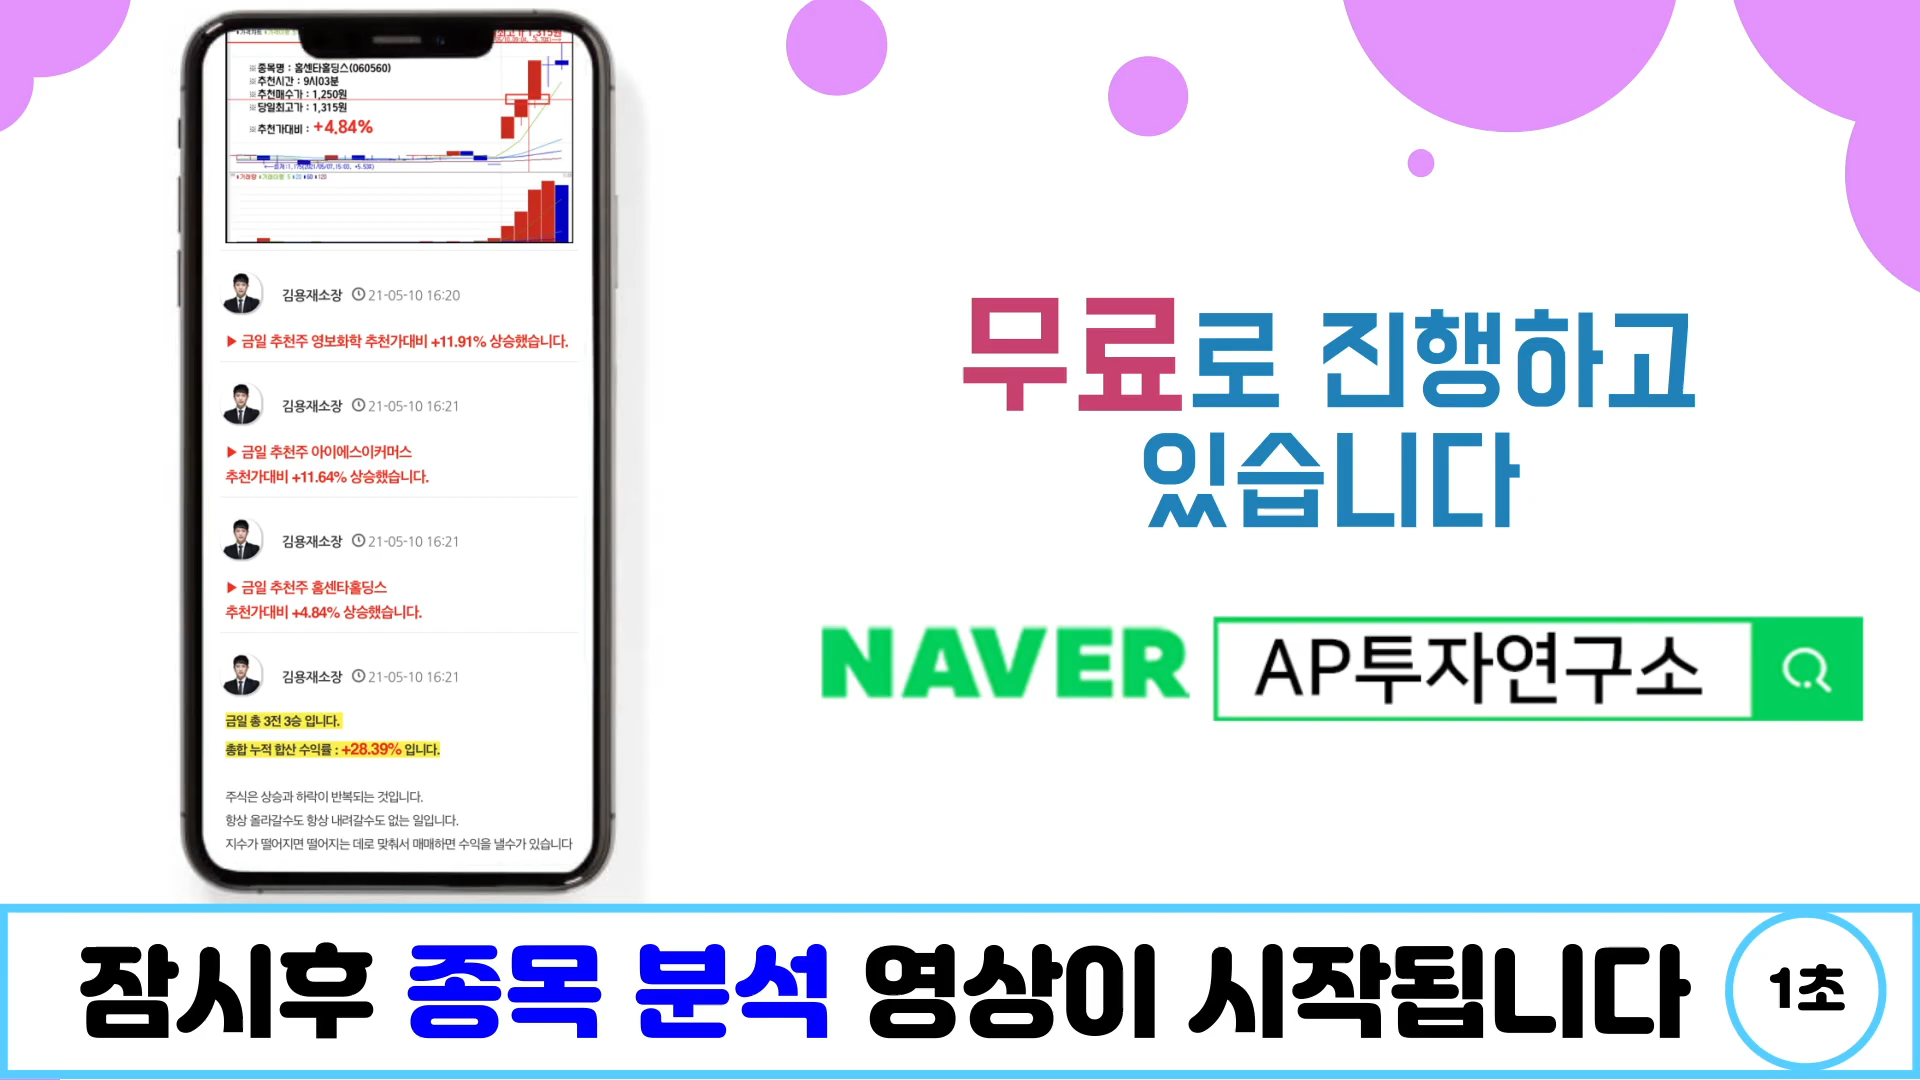 ※종목명 : 홈센타홀딩스(060560)
※추천시간 : 9시03분
※추천매수가 : 1,250원
※당일최고가 : 1,315원
※추천가대비 : +4.84%
김용재소장 21-05-10 16:20
▶ 금일 추천주 영보화학 추천가대비 +11.91% 상승했습니다.
김용재소장 21-05-10 16:21
▶ 금일 추천주 아이에스이커머스
추천가대비 +11.64% 상승했습니다.
김용재소장 21-05-10 16:21
▶ 금일 추천주 홈센타홀딩스
추천가대비 +4.84% 상승했습니다.
김용재소장 21-05-10 16:21
금일 총 3전 3승 입니다.
총합 누적 합산 수익률 : +28.39% 입니다.
주식은 상승과 하락이 반복되는 것입니다.
항상 올라갈수도 항상 내려갈수도 없는 일입니다.
지수가 떨어지면 떨어지는 데로 맞춰서 매매하면 수익을 낼수가 있습니다
무료로 진행하고
있습니다
NAVER AP투자연구소
잠시후 종목 분석 영상이 시작됩니다 1초